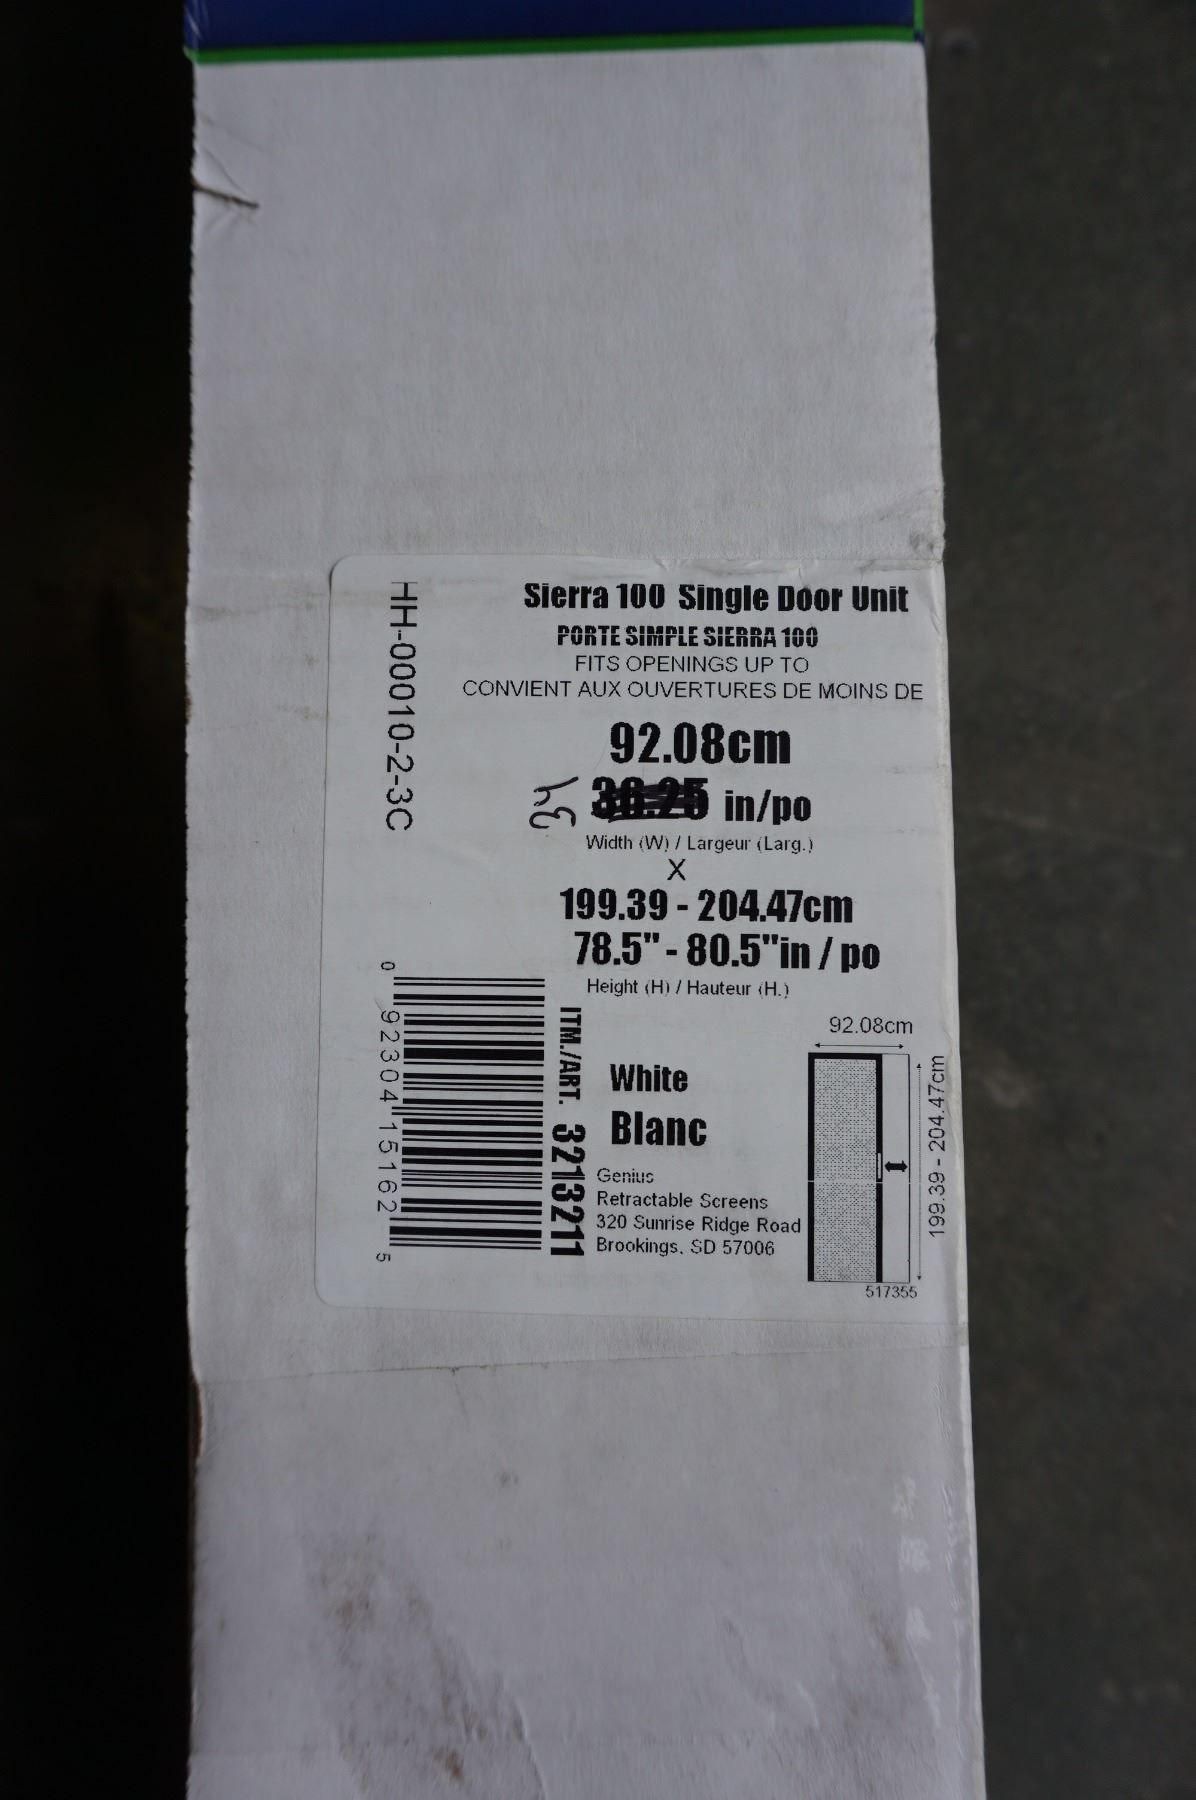 HH-00010-2-3C
Sierra 100 Single Door Unit
PORTE SIMPLE SIERRA 100
FITS OPENINGS UP TO
CONVIENT AUX OUVERTURES DE MOINS DE
92.08cm
34 36.25 in/po
Width (W) / Largeur (Larg.)
X
199.39 - 204.47cm
78.5" - 80.5"in / po
Height (H) / Hauteur (H.)
0 92304 15162 5
ITM./ART. 3213211
White
Blanc
Genius
Retractable Screens
320 Sunrise Ridge Road
Brookings, SD 57006
92.08cm
199.39 - 204.47cm
517355